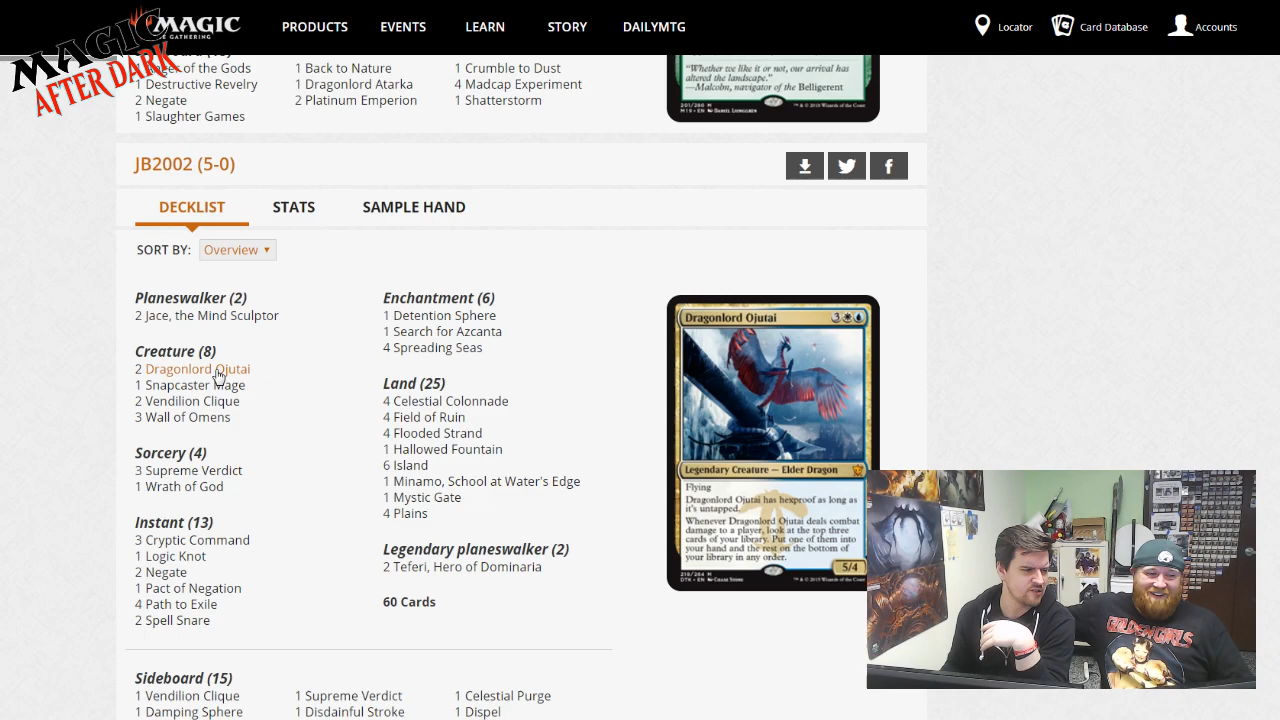 MAGIC
THE GATHERING
PRODUCTS
EVENTS
LEARN
STORY
DAILYMTG
Locator
Card Database
Accounts
MAGIC
AFTER DARK
of the Gods
1 Destructive Revelry
2 Negate
1 Slaughter Games
1 Back to Nature
1 Dragonlord Atarka
2 Platinum Emperion
1 Crumble to Dust
4 Madcap Experiment
1 Shatterstorm
"Whether we like it or not, our arrival has
altered the landscape."
—Malcolm, navigator of the Belligerent
JB2002 (5-0)
DECKLIST
STATS
SAMPLE HAND
SORT BY: Overview
Planeswalker (2)
2 Jace, the Mind Sculptor
Creature (8)
2 Dragonlord Ojutai
1 Snapcaster Mage
2 Vendilion Clique
3 Wall of Omens
Sorcery (4)
3 Supreme Verdict
1 Wrath of God
Instant (13)
3 Cryptic Command
1 Logic Knot
2 Negate
1 Pact of Negation
4 Path to Exile
2 Spell Snare
Enchantment (6)
1 Detention Sphere
1 Search for Azcanta
4 Spreading Seas
Land (25)
4 Celestial Colonnade
4 Field of Ruin
4 Flooded Strand
1 Hallowed Fountain
6 Island
1 Minamo, School at Water's Edge
1 Mystic Gate
4 Plains
Legendary planeswalker (2)
2 Teferi, Hero of Dominaria
60 Cards
Dragonlord Ojutai 3
Legendary Creature — Elder Dragon
Flying
Dragonlord Ojutai has hexproof as long as
it's untapped.
Whenever Dragonlord Ojutai deals combat
damage to a player, look at the top three
cards of your library. Put one of them into
your hand and the rest on the bottom of
your library in any order.
5/4
Sideboard (15)
1 Vendilion Clique
1 Damping Sphere
1 Supreme Verdict
1 Disdainful Stroke
1 Celestial Purge
1 Dispel
GOLDEN GIRLS